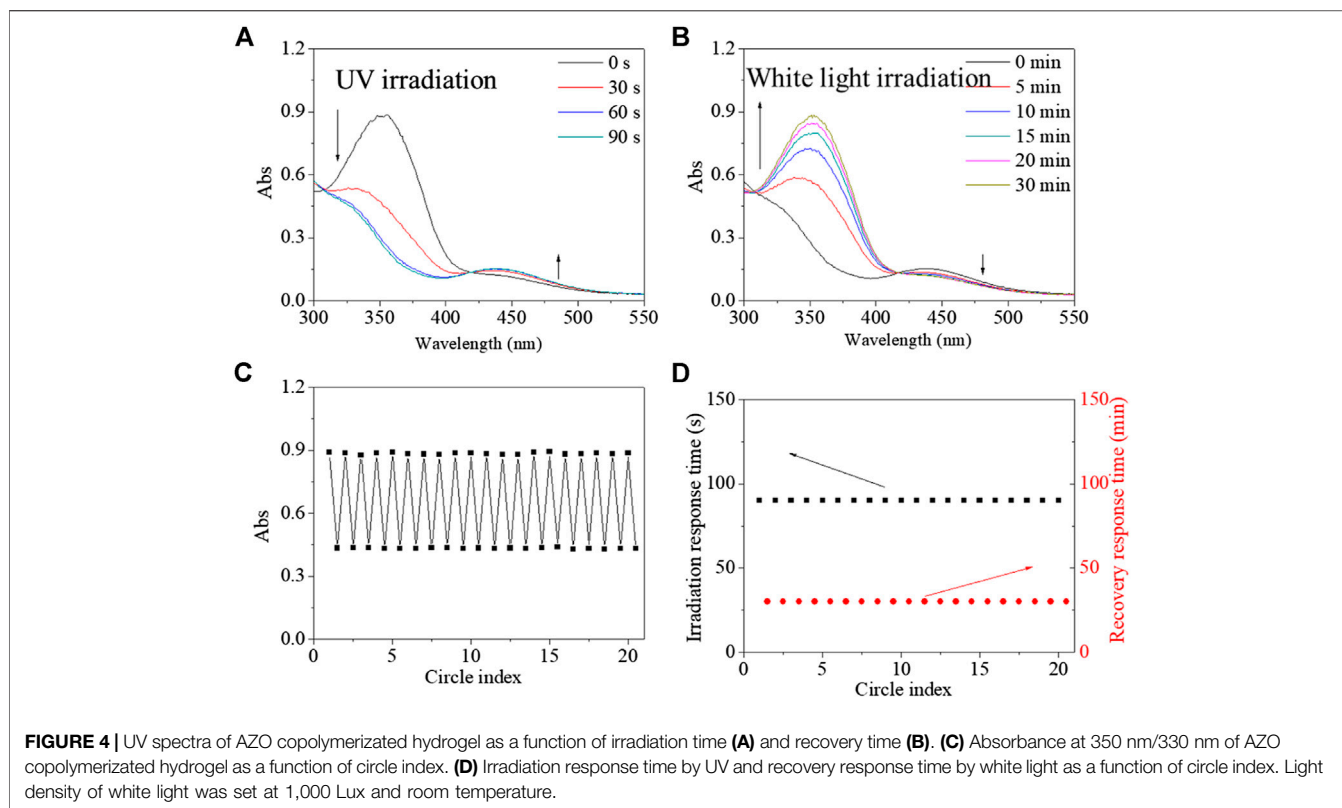 A
1.2
0.9
0.6
0.3
0.0
Abs
UV irradiation
0 s
30 s
60 s
90 s
300 350 400 450 500 550
Wavelength (nm)
B
1.2
0.9
0.6
0.3
0.0
Abs
White light irradiation
0 min
5 min
10 min
15 min
20 min
30 min
300 350 400 450 500 550
Wavelength (nm)
C
1.2
0.9
0.6
0.3
0.0
Abs
0 5 10 15 20
Circle index
D
150
100
50
0
Irradiation response time (s)
150
100
50
0
Recovery response time (min)
0 5 10 15 20
Circle index
FIGURE 4 | UV spectra of AZO copolymerizated hydrogel as a function of irradiation time (A) and recovery time (B). (C) Absorbance at 350 nm/330 nm of AZO
copolymerizated hydrogel as a function of circle index. (D) Irradiation response time by UV and recovery response time by white light as a function of circle index. Light
density of white light was set at 1,000 Lux and room temperature.